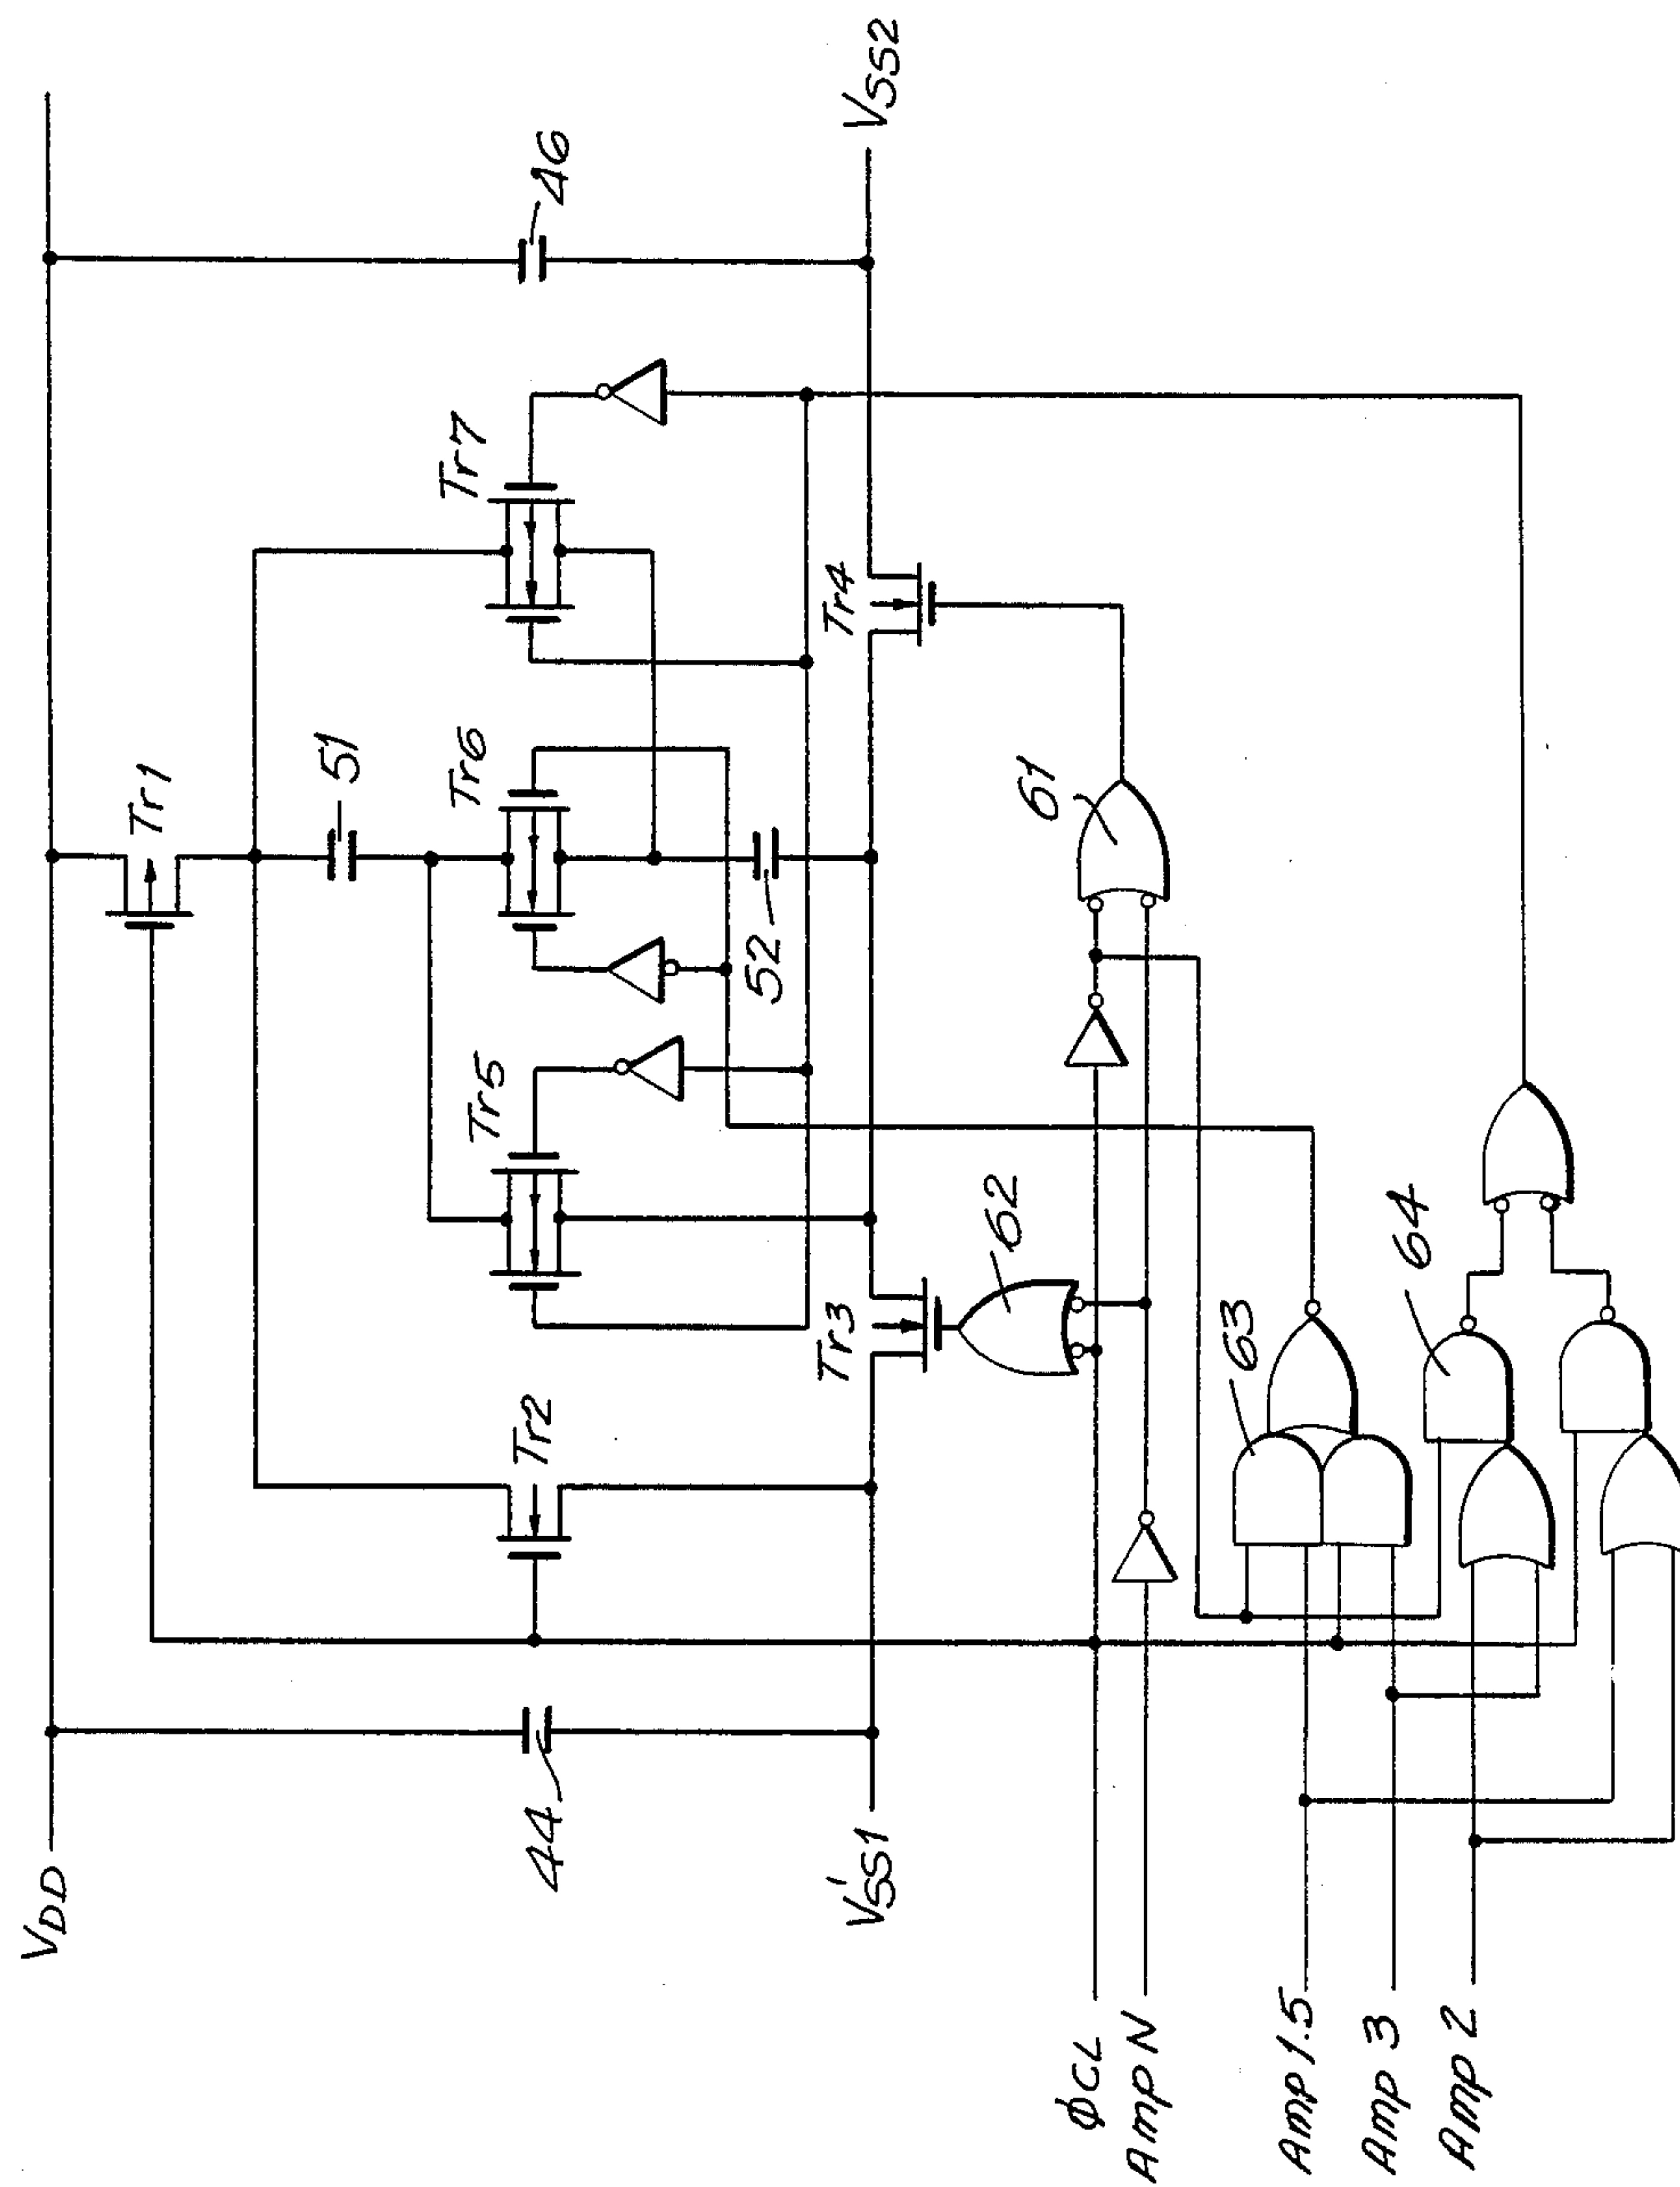 VDD
Tr1
44
51
46
Tr2
Tr5
Tr6
Tr7
52
V'SS1
Tr3
Tr4
VSS2
62
61
φCL
Amp N
63
Amp 1.5
Amp 3
64
Amp 2